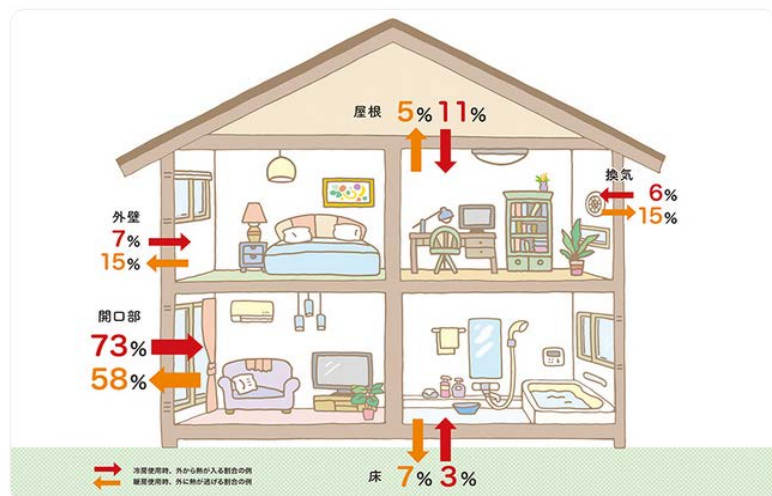 屋根 5% 11%
換気
6%
15%
外壁
7%
15%
開口部
73%
58%
床 7% 3%
冷房使用時、外から熱が入る割合の例
暖房使用時、外に熱が逃げる割合の例